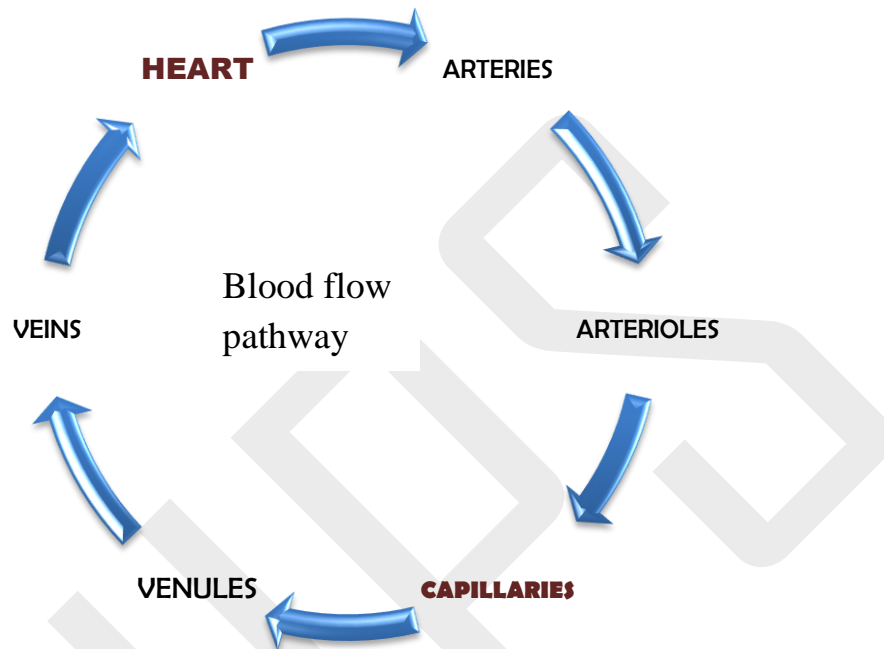 HEART
ARTERIES
ARTERIOLES
CAPILLARIES
VENULES
VEINS
Blood flow
pathway